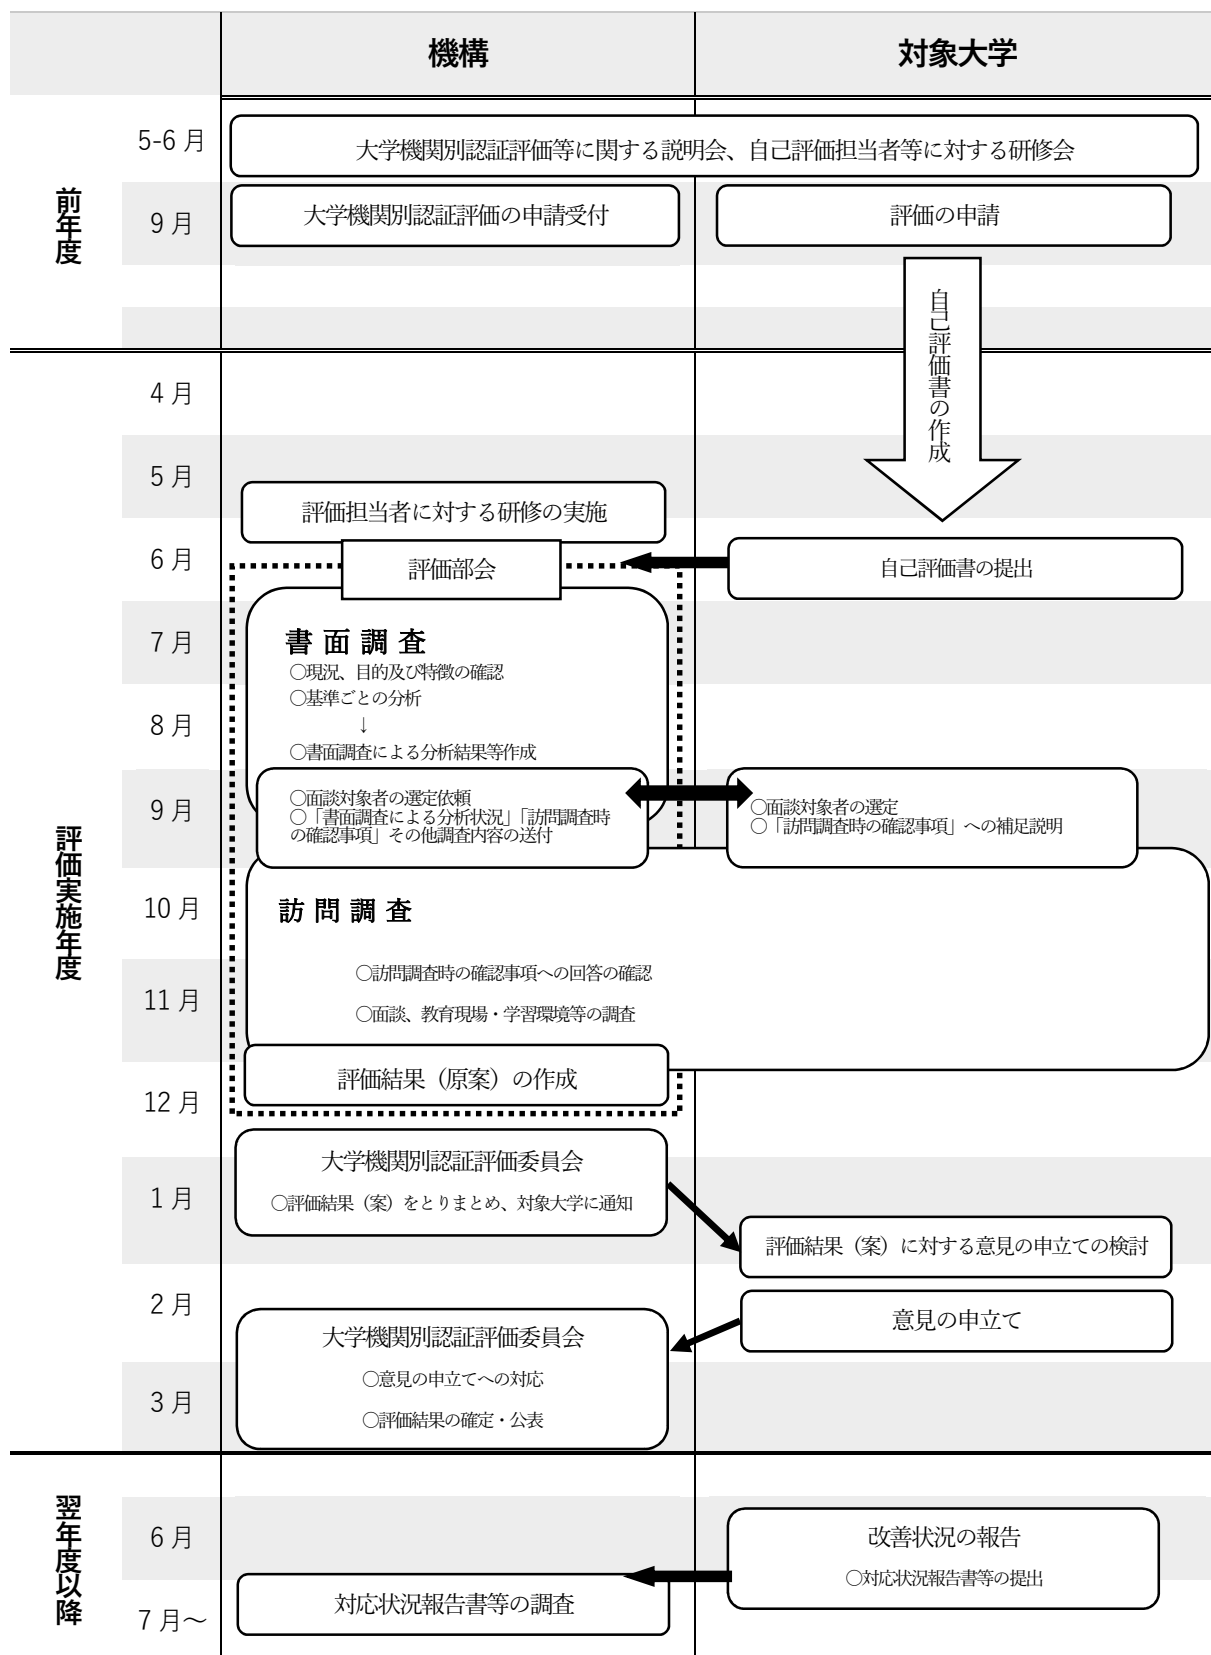 機構
対象大学
前年度
5-6 月
大学機関別認証評価等に関する説明会、自己評価担当者等に対する研修会
9 月
大学機関別認証評価の申請受付
評価の申請
自己評価書の作成
評価実施年度
4 月
5 月
評価担当者に対する研修の実施
6 月
評価部会
自己評価書の提出
7 月
書面調査
○現況、目的及び特徴の確認
○基準ごとの分析
8 月
↓
○書面調査による分析結果等作成
9 月
○面談対象者の選定依頼
○「書面調査による分析状況」「訪問調査時
の確認事項」その他調査内容の送付
○面談対象者の選定
○「訪問調査時の確認事項」への補足説明
10 月
訪問調査
○訪問調査時の確認事項への回答の確認
11 月
○面談、教育現場・学習環境等の調査
評価結果（原案）の作成
12 月
大学機関別認証評価委員会
1 月
○評価結果（案）をとりまとめ、対象大学に通知
評価結果（案）に対する意見の申立ての検討
2 月
意見の申立て
大学機関別認証評価委員会
○意見の申立てへの対応
3 月
○評価結果の確定・公表
翌年度以降
6 月
改善状況の報告
○対応状況報告書等の提出
対応状況報告書等の調査
7 月～